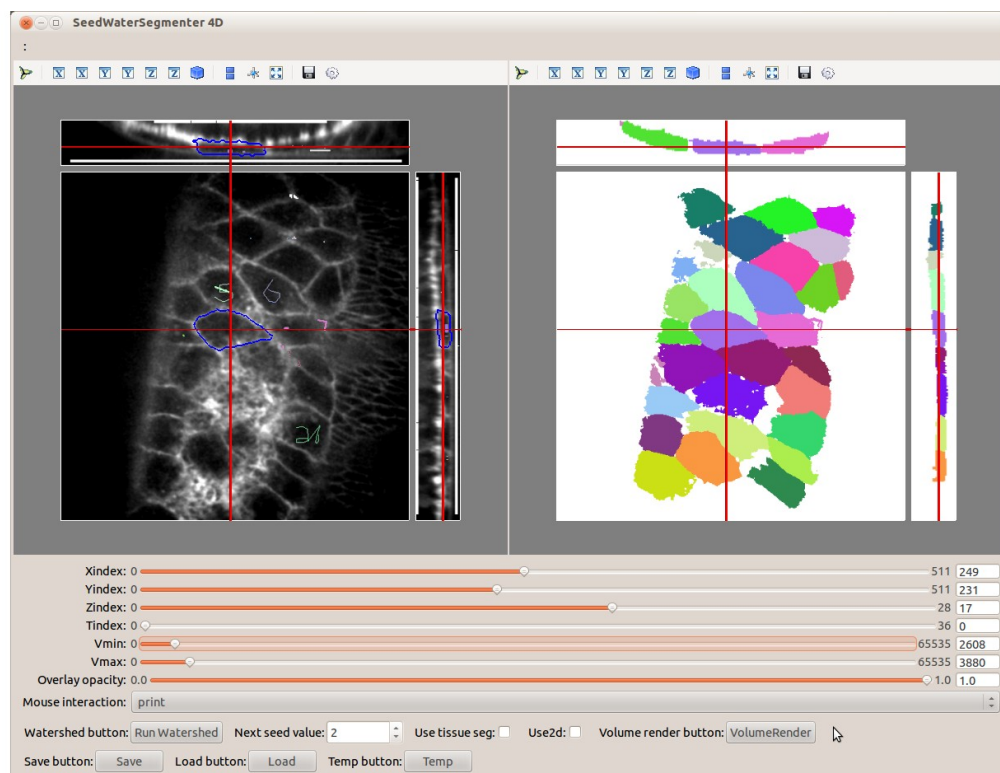 SeedWaterSegmenter 4D
:
X X Y Y Z Z X X Y Y Z Z
Xindex: 0 511 249
Yindex: 0 511 231
Zindex: 0 28 17
Tindex: 0 36 0
Vmin: 0 65535 2608
Vmax: 0 65535 3880
Overlay opacity: 0.0 1.0 1.0
Mouse interaction: print
Watershed button: Run Watershed Next seed value: 2 Use tissue seg: Use2d: Volume render button: VolumeRender
Save button: Save Load button: Load Temp button: Temp